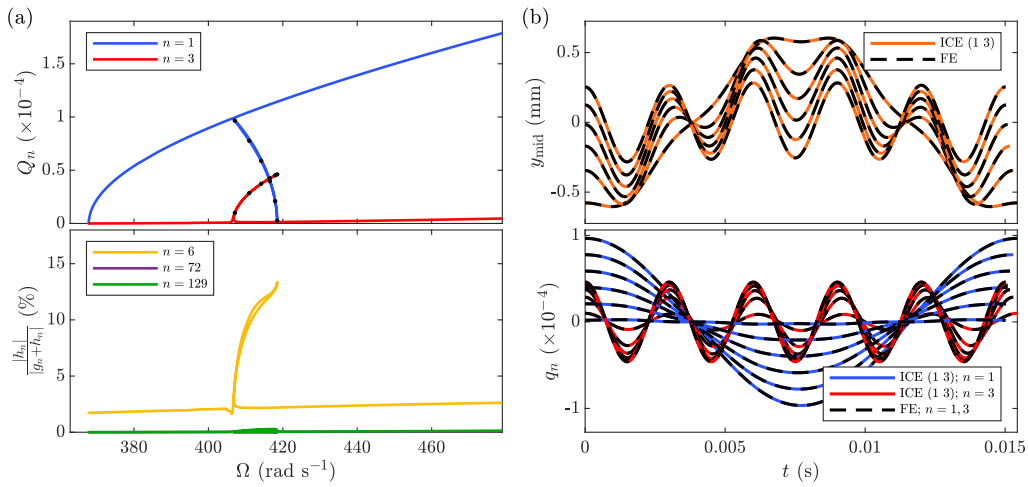 (a)
1.5
1
0.5
0
Q_n (×10^{-4})
n = 1
n = 3
15
10
5
0
|h_n| / |g_n + h_n| (%)
n = 6
n = 72
n = 129
380 400 420 440 460
Ω (rad s^{-1})
(b)
0.5
0
-0.5
y_mid (mm)
ICE (1 3)
FE
1
0
-1
q_n (×10^{-4})
ICE (1 3); n = 1
ICE (1 3); n = 3
FE; n = 1, 3
0 0.005 0.010 0.015
t (s)